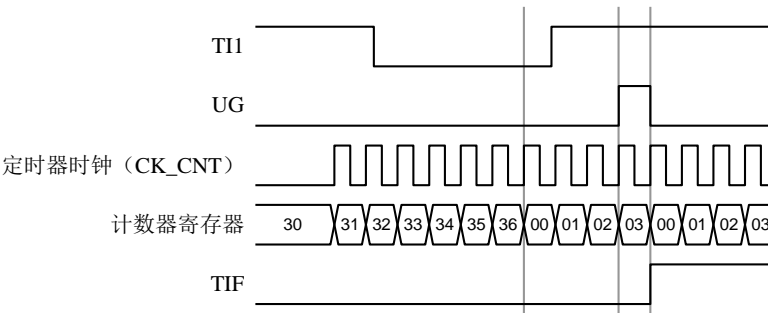 TI1
UG
定时器时钟（CK_CNT）
计数器寄存器 30 31 32 33 34 35 36 00 01 02 03 00 01 02 03
TIF